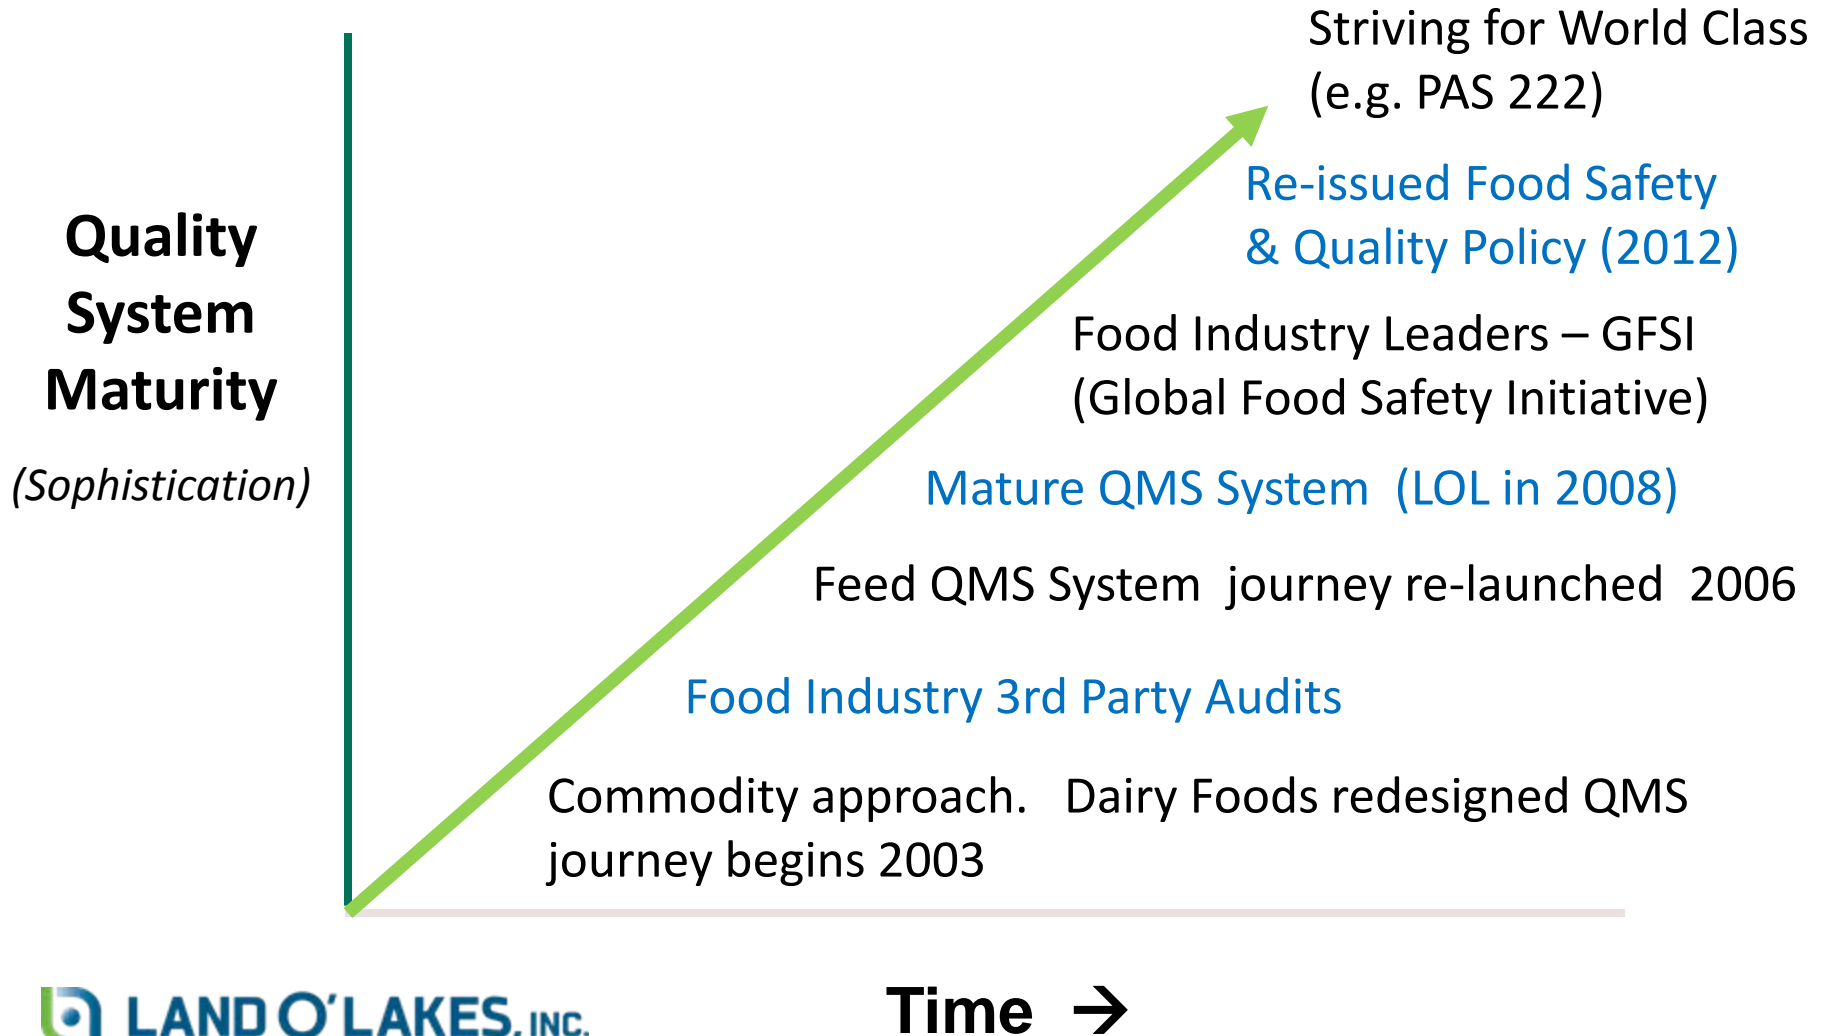 Striving for World Class
(e.g. PAS 222)
Re-issued Food Safety
& Quality Policy (2012)
Quality
System
Maturity
(Sophistication)
Food Industry Leaders – GFSI
(Global Food Safety Initiative)
Mature QMS System (LOL in 2008)
Feed QMS System journey re-launched 2006
Food Industry 3rd Party Audits
Commodity approach. Dairy Foods redesigned QMS
journey begins 2003
Time →
LAND O'LAKES, INC.